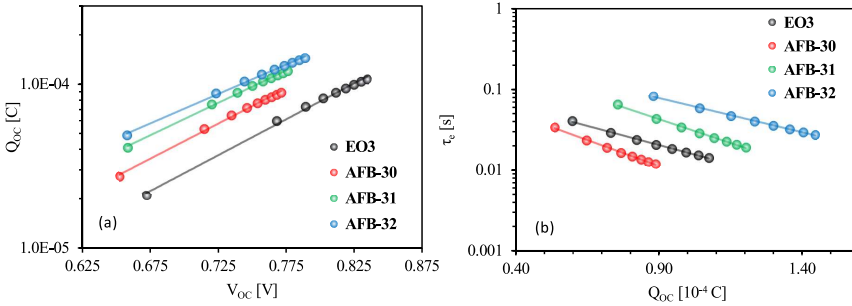 (a)
Q_OC [C]
1.0E-04
1.0E-05
EO3
AFB-30
AFB-31
AFB-32
0.625 0.675 0.725 0.775 0.825 0.875
V_OC [V]
(b)
τ_e [s]
1
0.1
0.01
0.001
EO3
AFB-30
AFB-31
AFB-32
0.40 0.90 1.40
Q_OC [10⁻⁴ C]